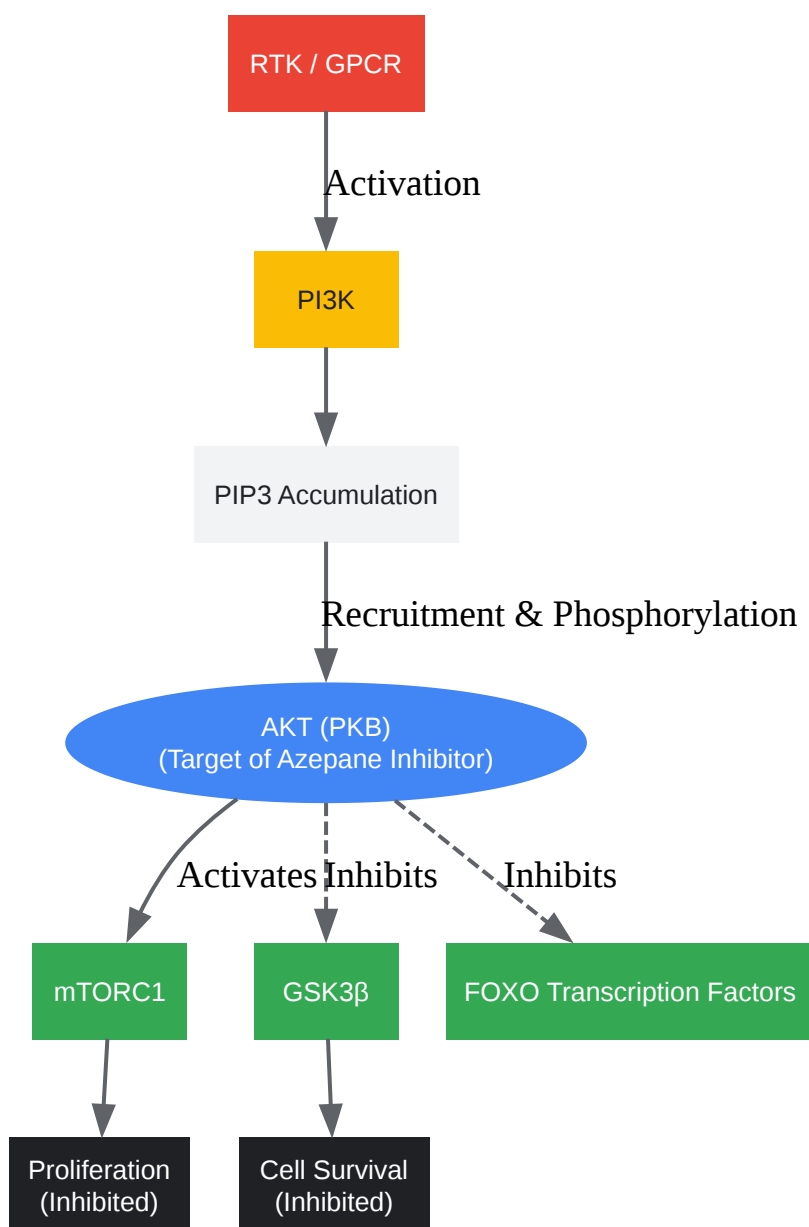 RTK / GPCR
Activation
PI3K
PIP3 Accumulation
Recruitment & Phosphorylation
AKT (PKB)
(Target of Azepane Inhibitor)
Activates
Inhibits
Inhibits
mTORC1
GSK3β
FOXO Transcription Factors
Proliferation
(Inhibited)
Cell Survival
(Inhibited)